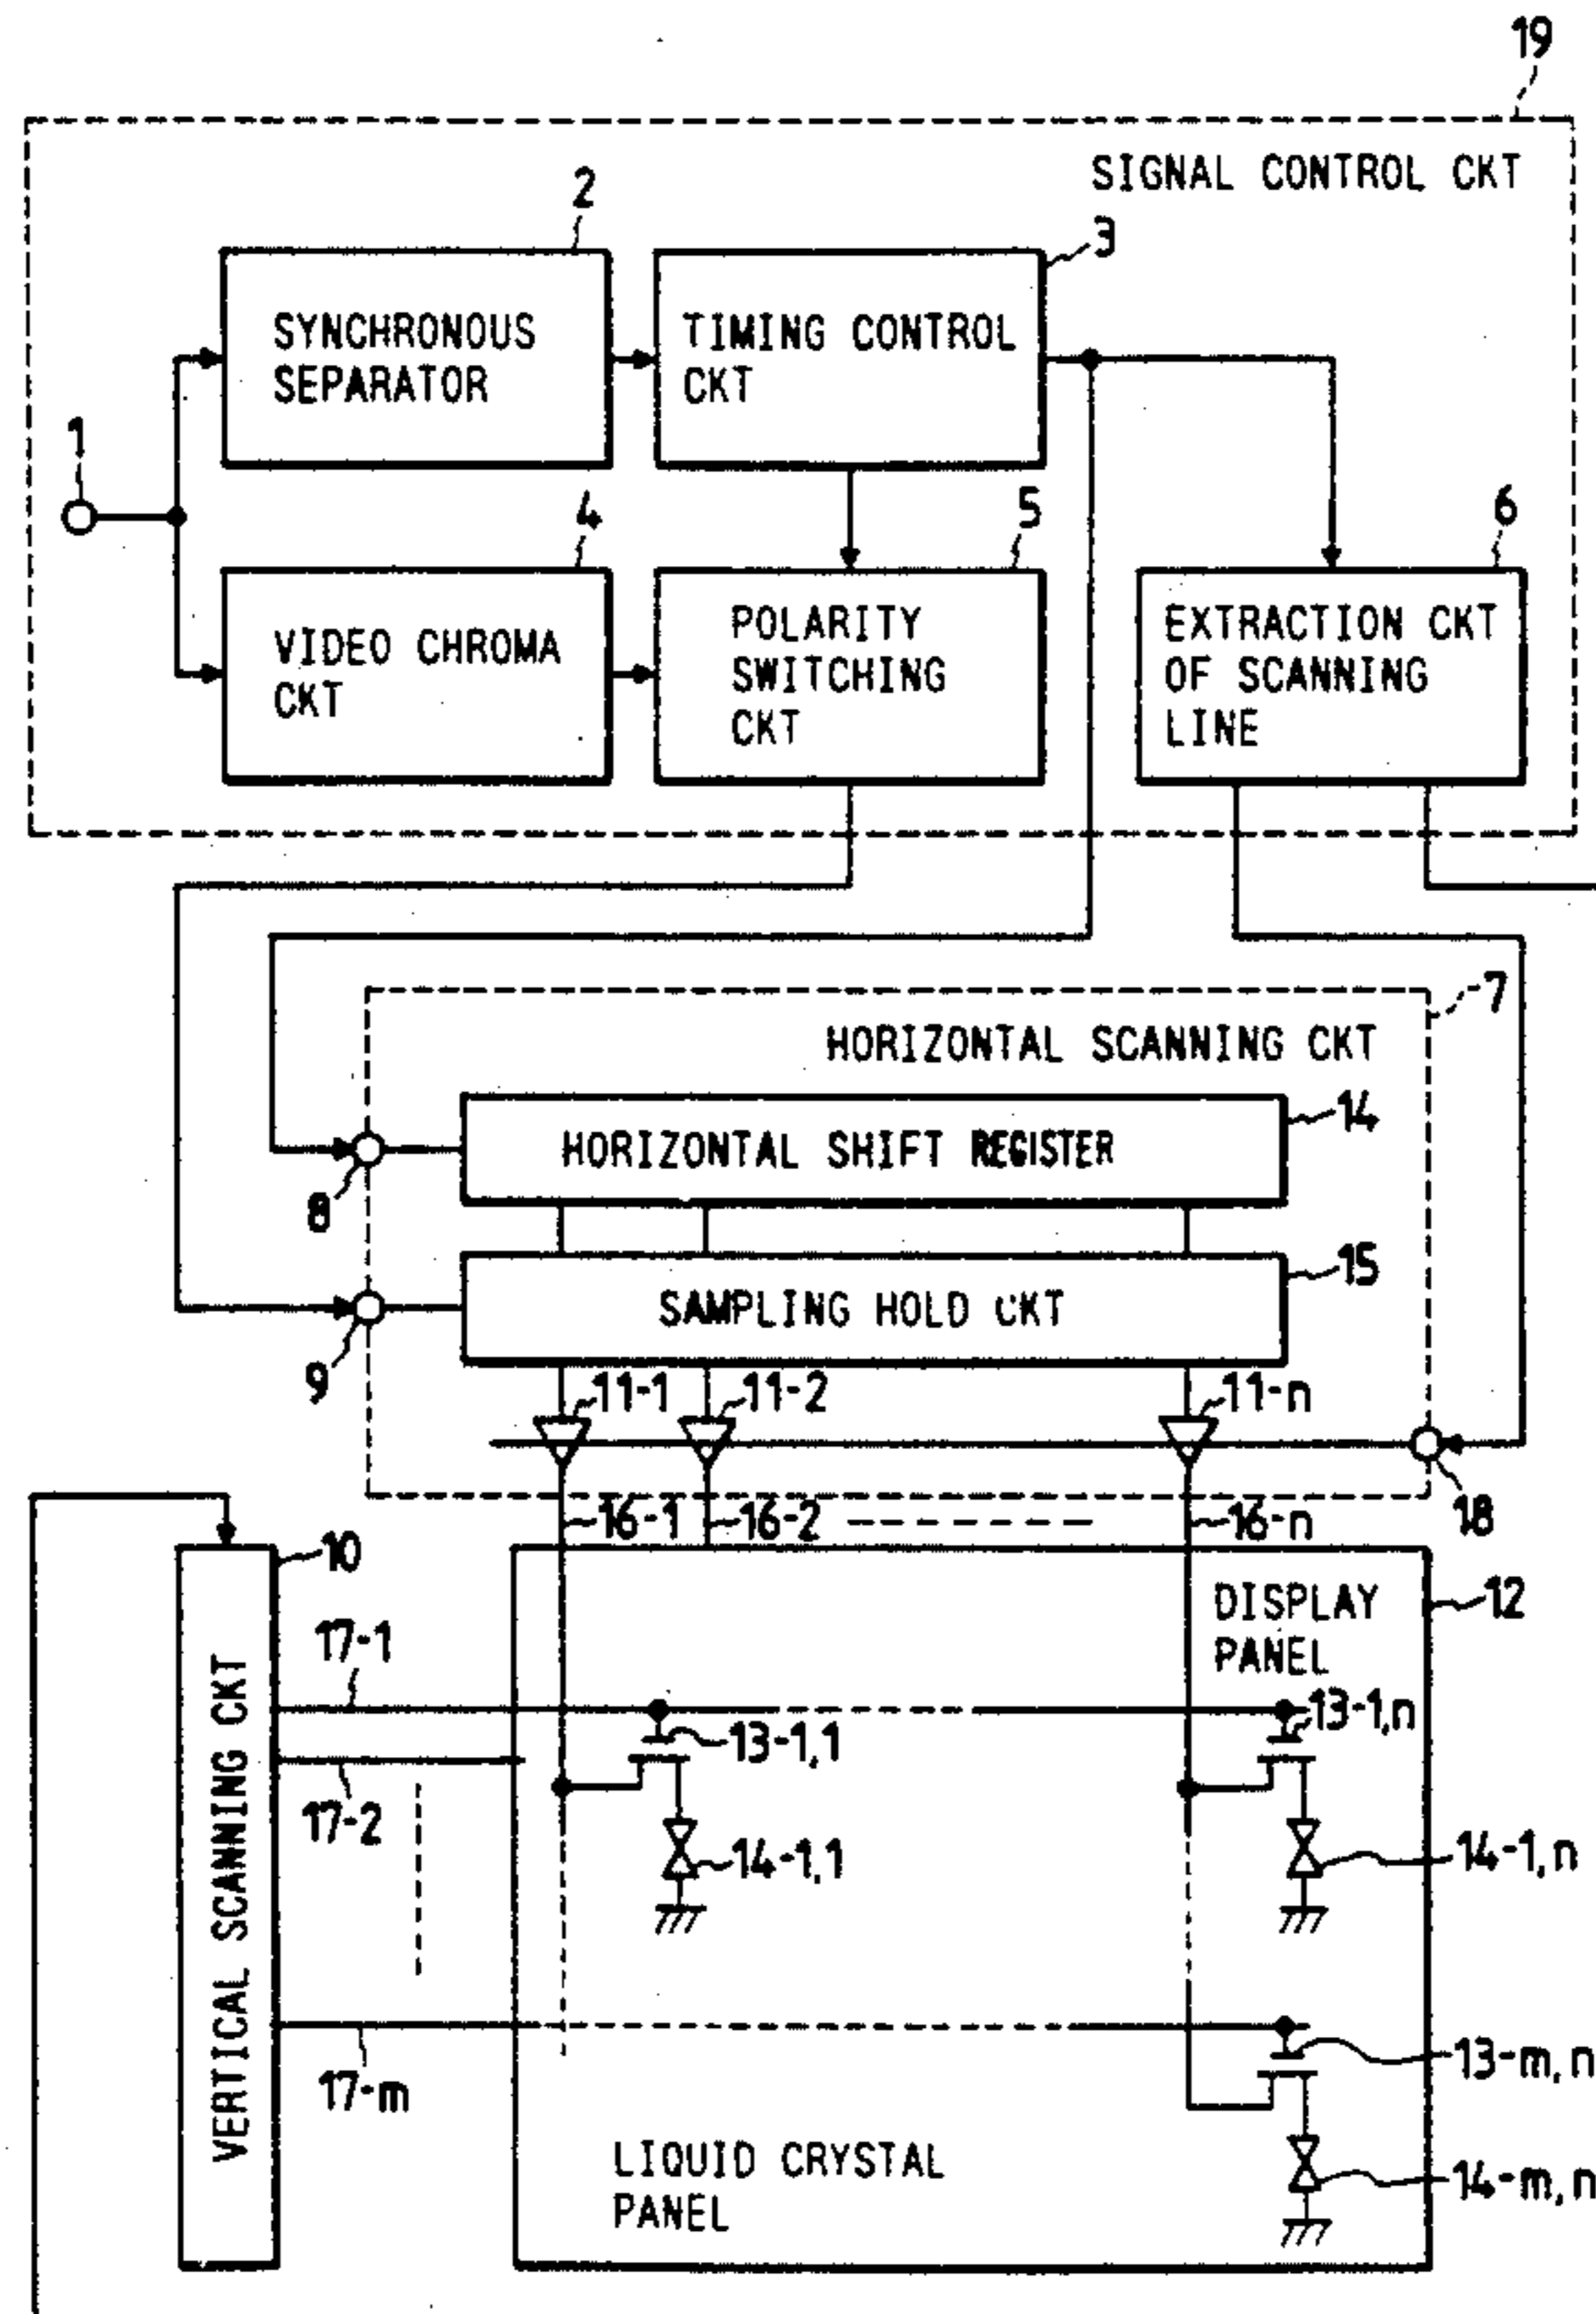 19
SIGNAL CONTROL CKT
2
3
SYNCHRONOUS
SEPARATOR
TIMING CONTROL
CKT
1
4
5
6
VIDEO CHROMA
CKT
POLARITY
SWITCHING
CKT
EXTRACTION CKT
OF SCANNING
LINE
7
HORIZONTAL SCANNING CKT
14
HORIZONTAL SHIFT REGISTER
8
15
SAMPLING HOLD CKT
9
11-1
11-2
11-n
16-1
16-2
16-n
18
10
DISPLAY
PANEL
12
17-1
13-1,1
13-1,n
17-2
14-1,1
14-1,n
VERTICAL SCANNING CKT
17-m
13-m,n
LIQUID CRYSTAL
PANEL
14-m,n